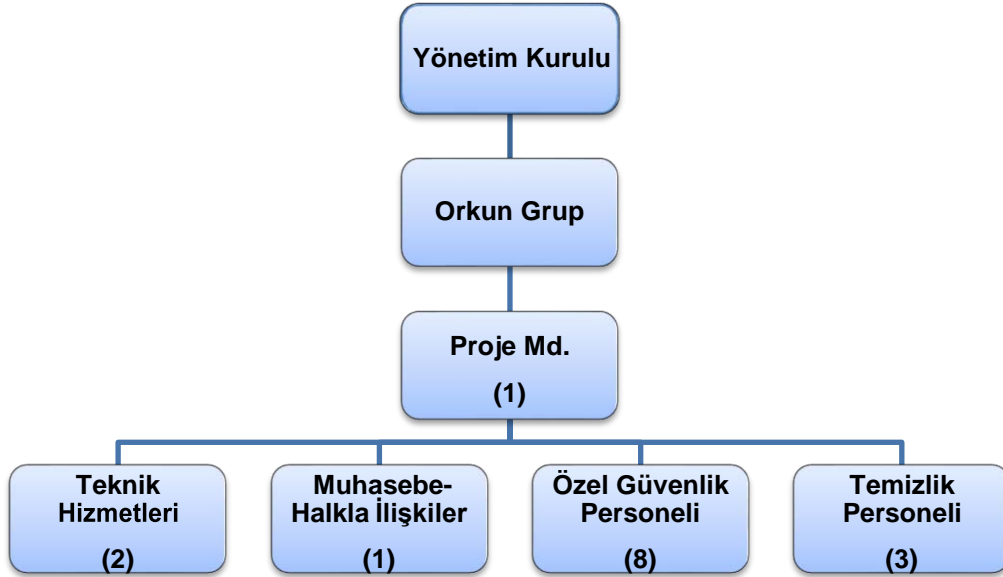 Yönetim Kurulu
Orkun Grup
Proje Md.
(1)
Teknik
Hizmetleri
(2)
Muhasebe-
Halkla İlişkiler
(1)
Özel Güvenlik
Personeli
(8)
Temizlik
Personeli
(3)